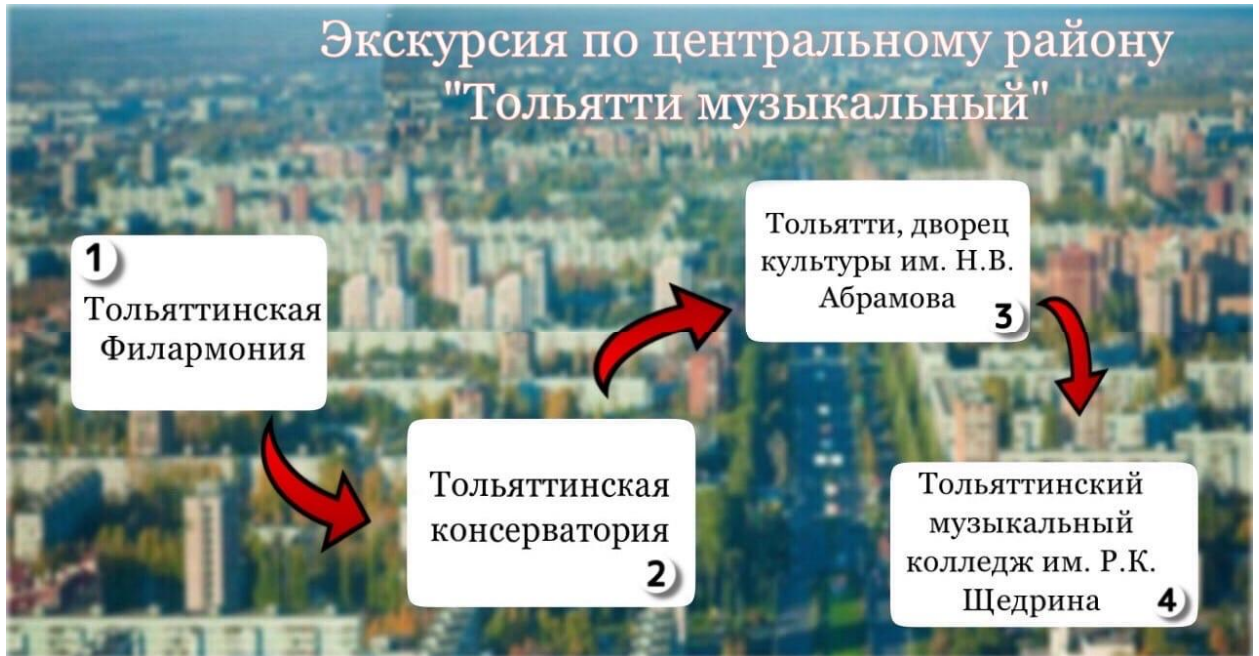 Экскурсия по центральному району
"Тольятти музыкальный"
1
Тольяттинская
Филармония
Тольяттинская
консерватория
2
Тольятти, дворец
культуры им. Н.В.
Абрамова
3
Тольяттинский
музыкальный
колледж им. Р.К.
Щедрина
4